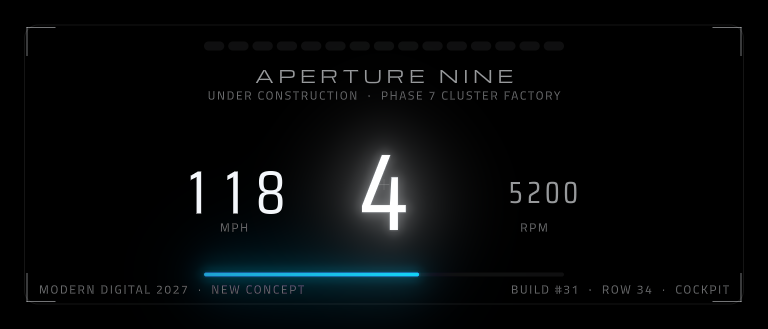 APERTURE NINE
UNDER CONSTRUCTION · PHASE 7 CLUSTER FACTORY
118 4 5200
MPH RPM
MODERN DIGITAL 2027 · NEW CONCEPT BUILD #31 · ROW 34 · COCKPIT